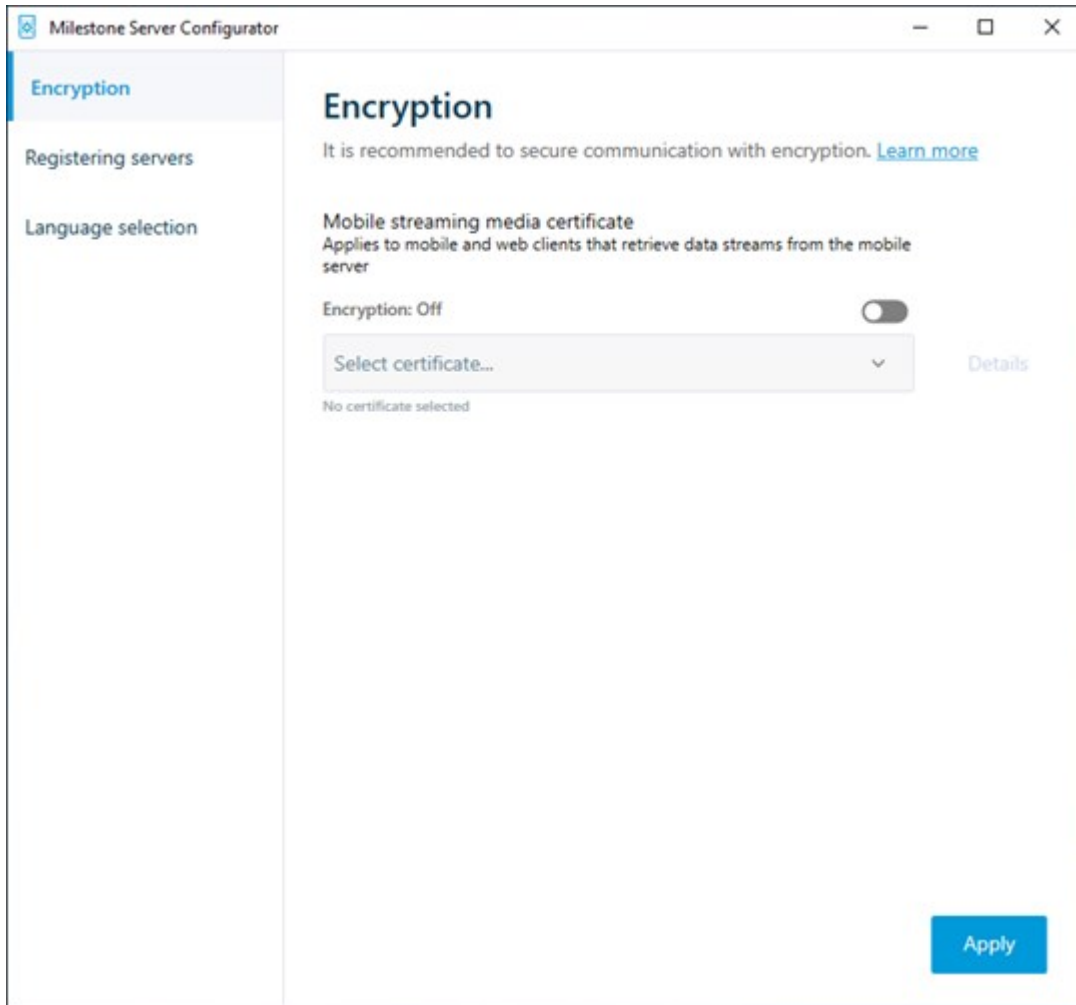 Milestone Server Configurator
Encryption
Registering servers
Language selection
Encryption
It is recommended to secure communication with encryption. Learn more
Mobile streaming media certificate
Applies to mobile and web clients that retrieve data streams from the mobile
server
Encryption: Off
Select certificate...
Details
No certificate selected
Apply